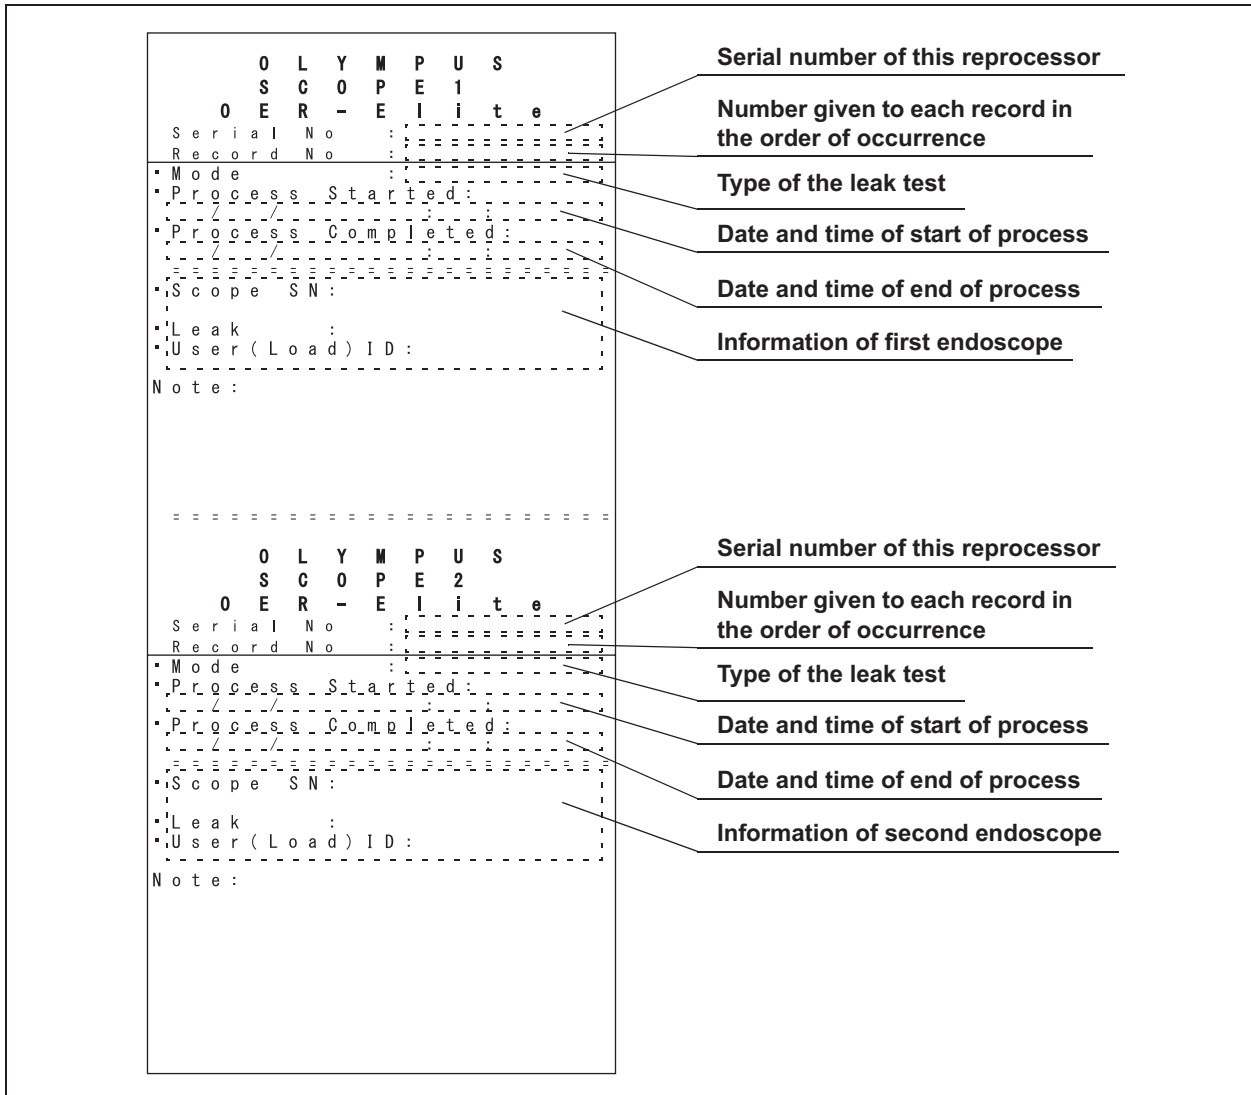 OLYMPUS
SCOPE1
OER-Elite
Serial No :
Record No :
・Mode :
・Process Started:
/ / : :
・Process Completed:
/ / : :
=======================
・Scope SN:
・Leak :
・User(Load)ID:
Note:
Serial number of this reprocessor
Number given to each record in
the order of occurrence
Type of the leak test
Date and time of start of process
Date and time of end of process
Information of first endoscope
=======================
OLYMPUS
SCOPE2
OER-Elite
Serial No :
Record No :
・Mode :
・Process Started:
/ / : :
・Process Completed:
/ / : :
=======================
・Scope SN:
・Leak :
・User(Load)ID:
Note:
Serial number of this reprocessor
Number given to each record in
the order of occurrence
Type of the leak test
Date and time of start of process
Date and time of end of process
Information of second endoscope